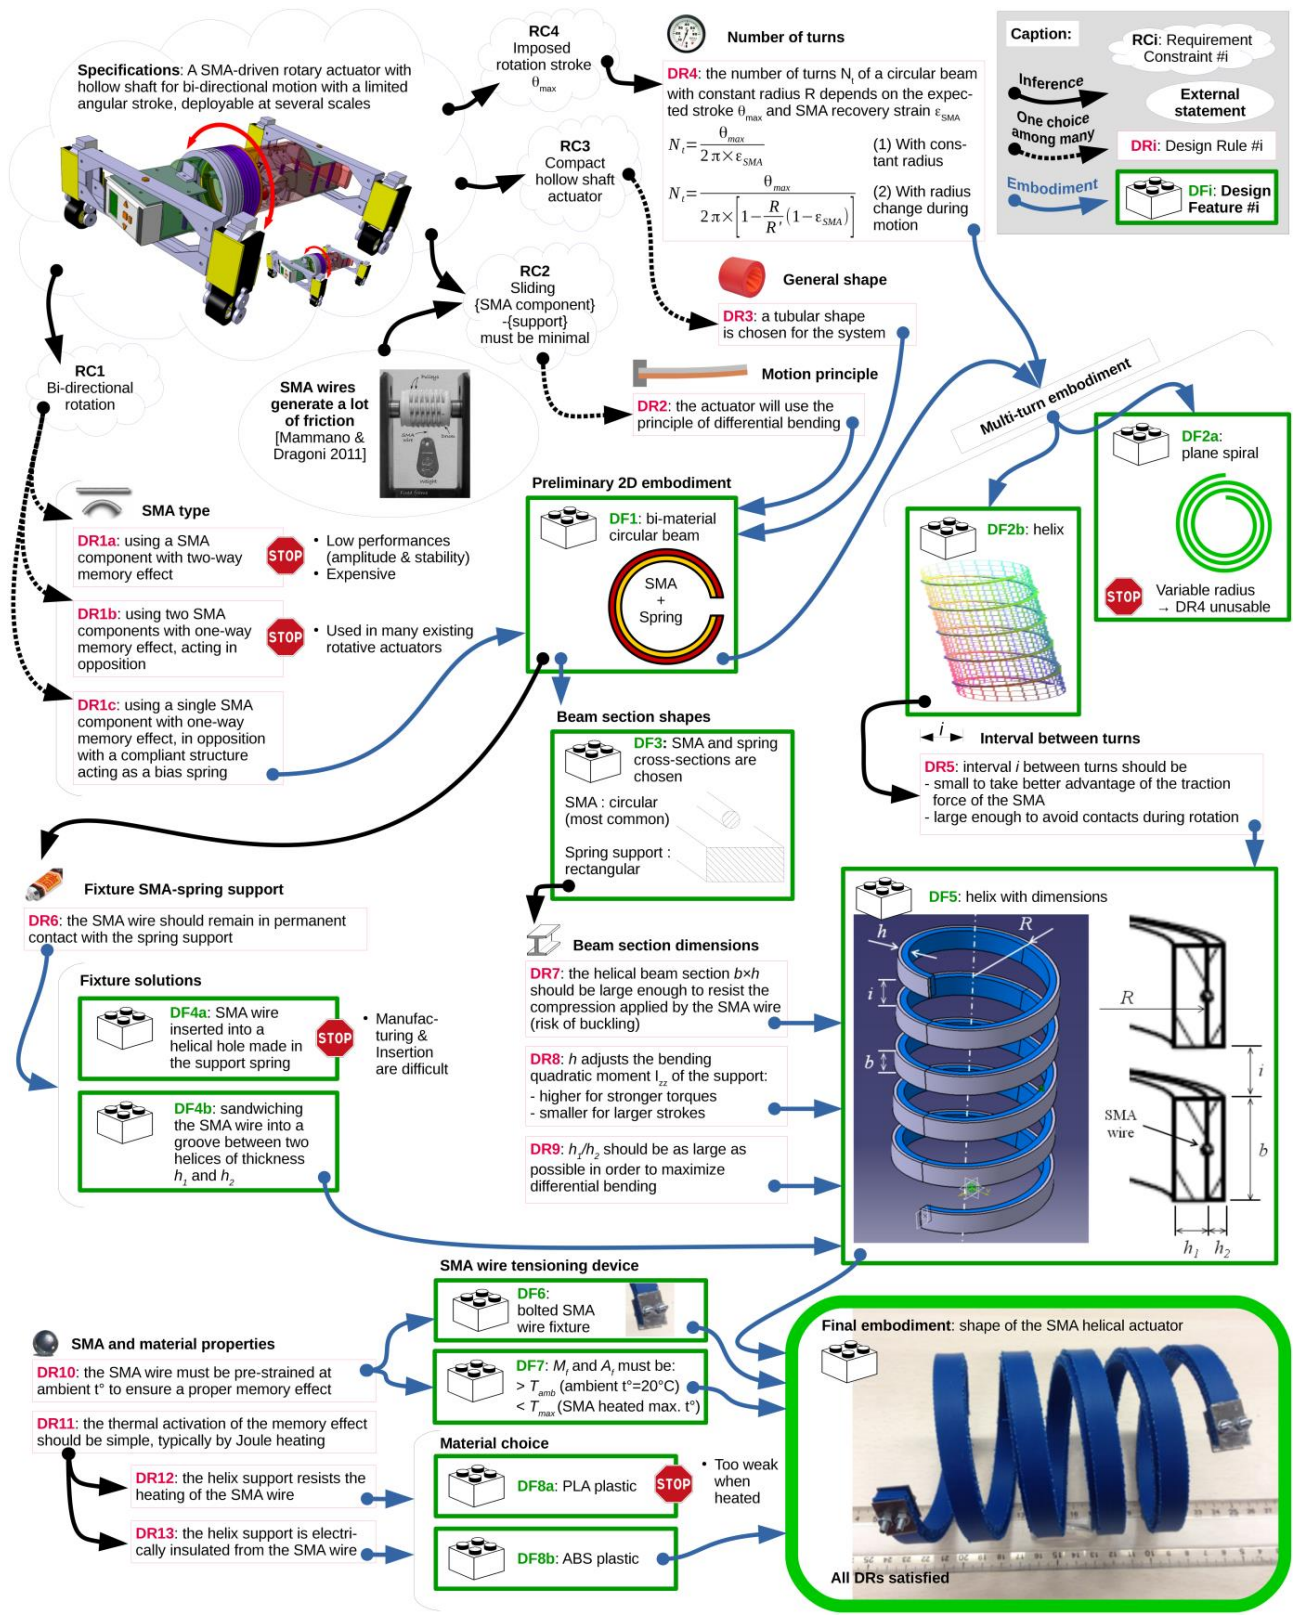 Specifications: A SMA-driven rotary actuator with
hollow shaft for bi-directional motion with a limited
angular stroke, deployable at several scales
RC4
Imposed
rotation stroke
θmax
RC3
Compact
hollow shaft
actuator
RC2
Sliding
{SMA component}
-{support}
must be minimal
RC1
Bi-directional
rotation
SMA wires
generate a lot
of friction
[Mammano &
Dragoni 2011]
Pulleys
SMA
wire
Weight
Number of turns
DR4: the number of turns Nt of a circular beam
with constant radius R depends on the expec-
ted stroke θmax and SMA recovery strain εSMA
Nt = θmax / 2π×εSMA
(1) With cons-
tant radius
Nt = θmax / 2π×[1−R/R'(1−εSMA)]
(2) With radius
change during
motion
Caption:
RCi: Requirement
Constraint #i
Inference
External
statement
One choice
among many
DRi: Design Rule #i
Embodiment
DFi: Design
Feature #i
General shape
DR3: a tubular shape
is chosen for the system
Motion principle
DR2: the actuator will use the
principle of differential bending
Multi-turn embodiment
DF2a:
plane spiral
STOP
Variable radius
→ DR4 unusable
DF2b: helix
SMA type
DR1a: using a SMA
component with two-way
memory effect
STOP
• Low performances
(amplitude & stability)
• Expensive
DR1b: using two SMA
components with one-way
memory effect, acting in
opposition
STOP
• Used in many existing
rotative actuators
DR1c: using a single SMA
component with one-way
memory effect, in opposition
with a compliant structure
acting as a bias spring
Preliminary 2D embodiment
DF1: bi-material
circular beam
SMA
+
Spring
Beam section shapes
DF3: SMA and spring
cross-sections are
chosen
SMA : circular
(most common)
Spring support :
rectangular
i
Interval between turns
DR5: interval i between turns should be
- small to take better advantage of the traction
force of the SMA
- large enough to avoid contacts during rotation
Fixture SMA-spring support
DR6: the SMA wire should remain in permanent
contact with the spring support
Fixture solutions
DF4a: SMA wire
inserted into a
helical hole made in
the support spring
STOP
• Manufac-
turing &
Insertion
are difficult
DF4b: sandwiching
the SMA wire into a
groove between two
helices of thickness
h1 and h2
Beam section dimensions
DR7: the helical beam section b×h
should be large enough to resist the
compression applied by the SMA wire
(risk of buckling)
DR8: h adjusts the bending
quadratic moment Izz of the support:
- higher for stronger torques
- smaller for larger strokes
DR9: h1/h2 should be as large as
possible in order to maximize
differential bending
DF5: helix with dimensions
h
R
i
b
R
i
SMA
wire
b
h1
h2
SMA wire tensioning device
DF6:
bolted SMA
wire fixture
DF7: Mf and Af must be:
> Tamb (ambient t°=20°C)
< Tmax (SMA heated max. t°)
SMA and material properties
DR10: the SMA wire must be pre-strained at
ambient t° to ensure a proper memory effect
DR11: the thermal activation of the memory effect
should be simple, typically by Joule heating
DR12: the helix support resists the
heating of the SMA wire
DR13: the helix support is electri-
cally insulated from the SMA wire
Material choice
DF8a: PLA plastic
STOP
• Too weak
when
heated
DF8b: ABS plastic
Final embodiment: shape of the SMA helical actuator
All DRs satisfied